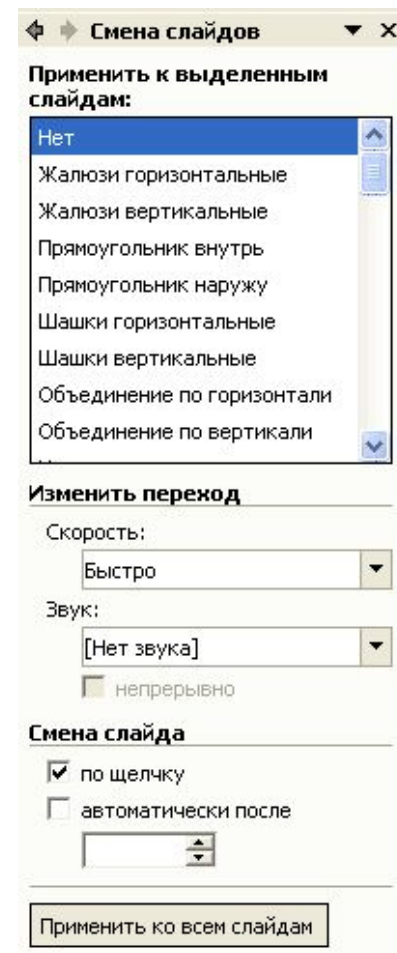 Смена слайдов
Применить к выделенным
слайдам:
Нет
Жалюзи горизонтальные
Жалюзи вертикальные
Прямоугольник внутрь
Прямоугольник наружу
Шашки горизонтальные
Шашки вертикальные
Объединение по горизонтали
Объединение по вертикали
Изменить переход
Скорость:
Быстро
Звук:
[Нет звука]
непрерывно
Смена слайда
по щелчку
автоматически после
Применить ко всем слайдам